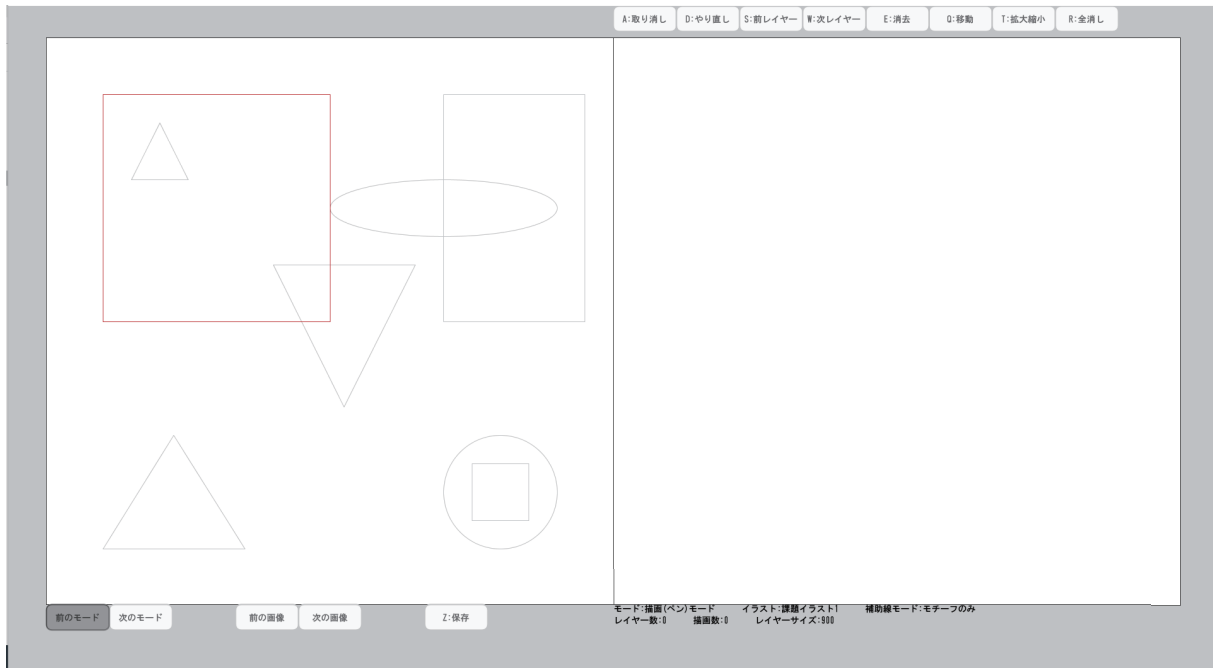 A:取り消し D:やり直し S:前レイヤー W:次レイヤー E:消去 Q:移動 T:拡大縮小 R:全消し
前のモード 次のモード 前の画像 次の画像 Z:保存
モード:描画(ペン)モード イラスト:課題イラスト1 補助線モード:モチーフのみ
レイヤー数:0 描画数:0 レイヤーサイズ:900